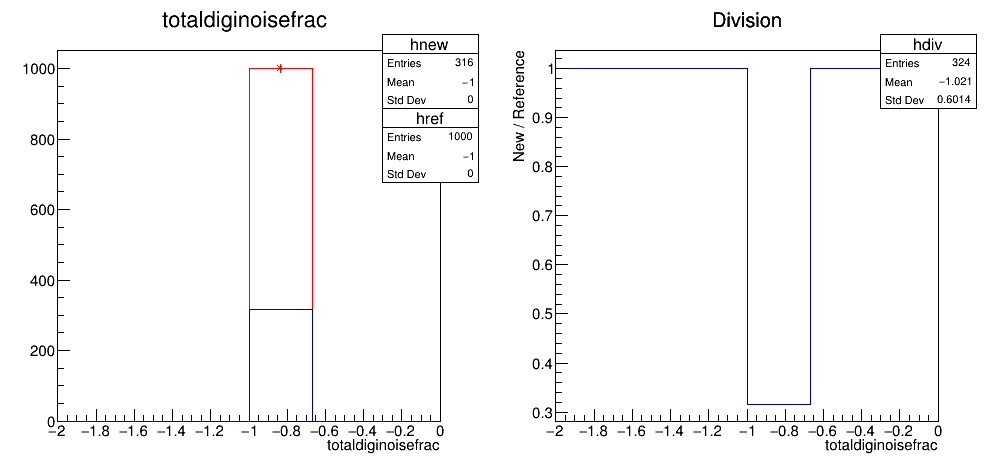 totaldiginoisefrac
hnew
Entries 316
Mean −1
Std Dev 0
href
Entries 1000
Mean −1
Std Dev 0
1000
800
600
400
200
0
−2 −1.8 −1.6 −1.4 −1.2 −1 −0.8 −0.6 −0.4 −0.2 0
totaldiginoisefrac
Division
hdiv
Entries 324
Mean −1.021
Std Dev 0.6014
New / Reference
1
0.9
0.8
0.7
0.6
0.5
0.4
0.3
−2 −1.8 −1.6 −1.4 −1.2 −1 −0.8 −0.6 −0.4 −0.2 0
totaldiginoisefrac